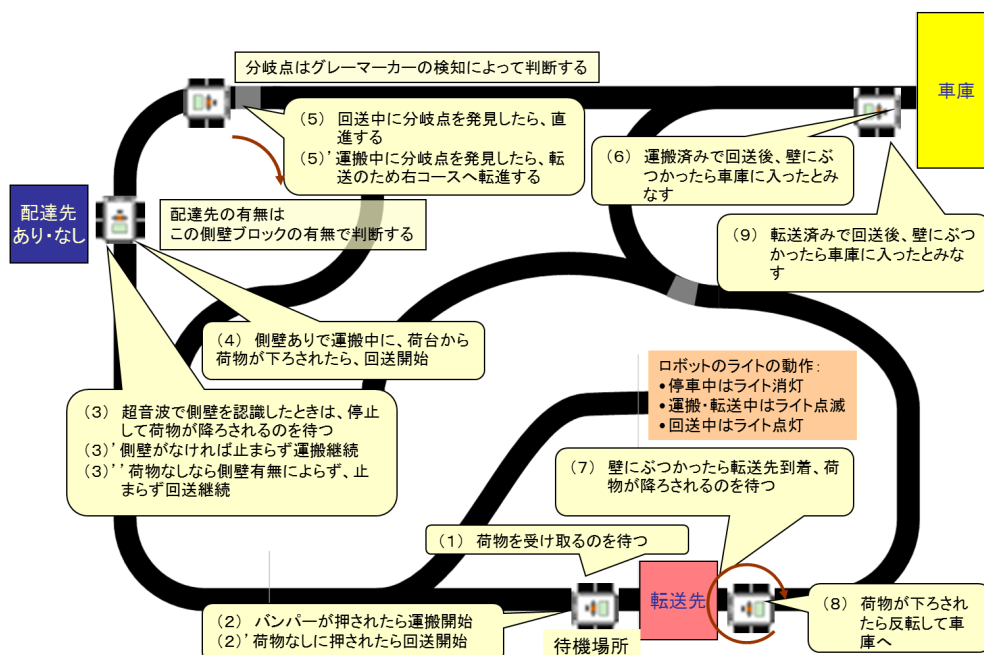 分岐点はグレーマーカーの検知によって判断する
車庫
(5) 回送中に分岐点を発見したら、直
進する
(5)'運搬中に分岐点を発見したら、転
送のため右コースへ転進する
(6) 運搬済みで回送後、壁にぶ
つかったら車庫に入ったとみ
なす
配達先
あり・なし
配達先の有無は
この側壁ブロックの有無で判断する
(9) 転送済みで回送後、壁にぶつ
かったら車庫に入ったとみな
す
(4) 側壁ありで運搬中に、荷台から
荷物が下ろされたら、回送開始
ロボットのライトの動作:
•停車中はライト消灯
•運搬・転送中はライト点滅
•回送中はライト点灯
(3) 超音波で側壁を認識したときは、停止
して荷物が降ろされるのを待つ
(3)'側壁がなければ止まらず運搬継続
(3)''荷物なしなら側壁有無によらず、止
まらず回送継続
(7) 壁にぶつかったら転送先到着、荷
物が降ろされるのを待つ
(1) 荷物を受け取るのを待つ
転送先
(2) バンパーが押されたら運搬開始
(2)'荷物なしに押されたら回送開始
待機場所
(8) 荷物が下ろされ
たら反転して車
庫へ